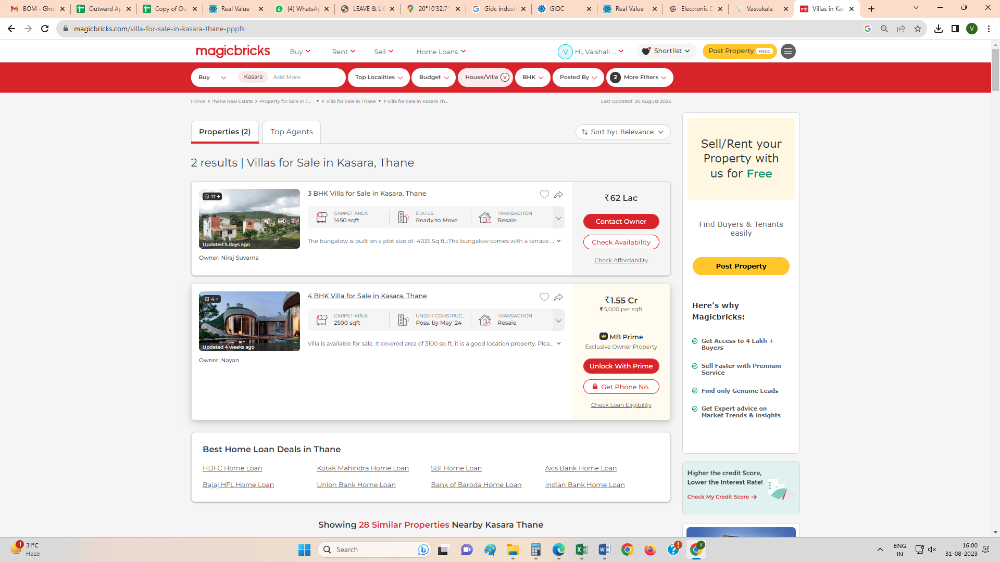 BOM - Gho
Outward Ap
Copy of Ou
Real Value
(4) WhatsA
LEAVE & LI
20°10'32.7"
Gidc indust
GIDC
Real Value
Electronic D
Vastukala
Villas in Kas
magicbricks.com/villa-for-sale-in-kasara-thane-pppfs
V
magicbricks
Buy
Rent
Sell
Home Loans
V Hi, Vaishali ...
Shortlist
Post Property FREE
Buy
Kasara
Add More
Top Localities
Budget
House/Villa
BHK
Posted By
2 More Filters
Home > Thane Real Estate > Property for Sale in T... > Villa for Sale in Thane > Villa for Sale in Kasara Th...
Last Updated: 30 August 2023
Properties (2)
Top Agents
Sort by: Relevance
2 results | Villas for Sale in Kasara, Thane
17 +
Updated 5 days ago
Owner: Niraj Suvarna
3 BHK Villa for Sale in Kasara, Thane
CARPET AREA
1450 sqft
STATUS
Ready to Move
TRANSACTION
Resale
The bungalow is built on a plot size of- 4035 Sq ft.::The bungalow comes with a terrace ...
₹62 Lac
Contact Owner
Check Availability
Check Affordability
4 +
Updated 4 weeks ago
Owner: Nayan
4 BHK Villa for Sale in Kasara, Thane
CARPET AREA
2500 sqft
UNDER CONSTRUC...
Poss. by May '24
TRANSACTION
Resale
Villa is available for sale. It covered area of 3100 sq-ft, it is a good location property. Plea...
₹1.55 Cr
₹5,000 per sqft
MB Prime
Exclusive Owner Property
Unlock With Prime
Get Phone No.
Check Loan Eligibility
Best Home Loan Deals in Thane
HDFC Home Loan
Kotak Mahindra Home Loan
SBI Home Loan
Axis Bank Home Loan
Bajaj HFL Home Loan
Union Bank Home Loan
Bank of Baroda Home Loan
Indian Bank Home Loan
Showing 28 Similar Properties Nearby Kasara Thane
Sell/Rent your
Property with
us for Free
Find Buyers & Tenants
easily
Post Property
Here's why
Magicbricks:
Get Access to 4 Lakh +
Buyers
Sell Faster with Premium
Service
Find only Genuine Leads
Get Expert advice on
Market Trends & insights
Higher the credit Score,
Lower the Interest Rate!
Check My Credit Score →
1
31°C
Haze
Search
ENG
IN
16:00
31-08-2023